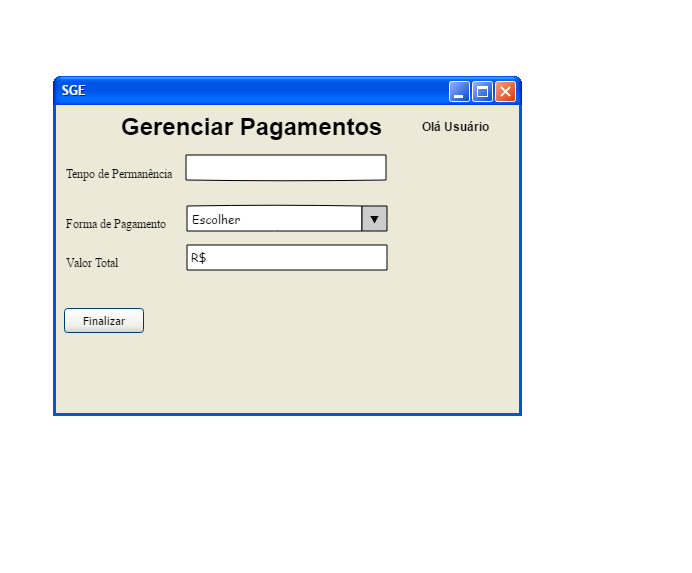 SGE
Gerenciar Pagamentos
Olá Usuário
Tenpo de Permanência
Forma de Pagamento
Escolher
Valor Total
R$
Finalizar